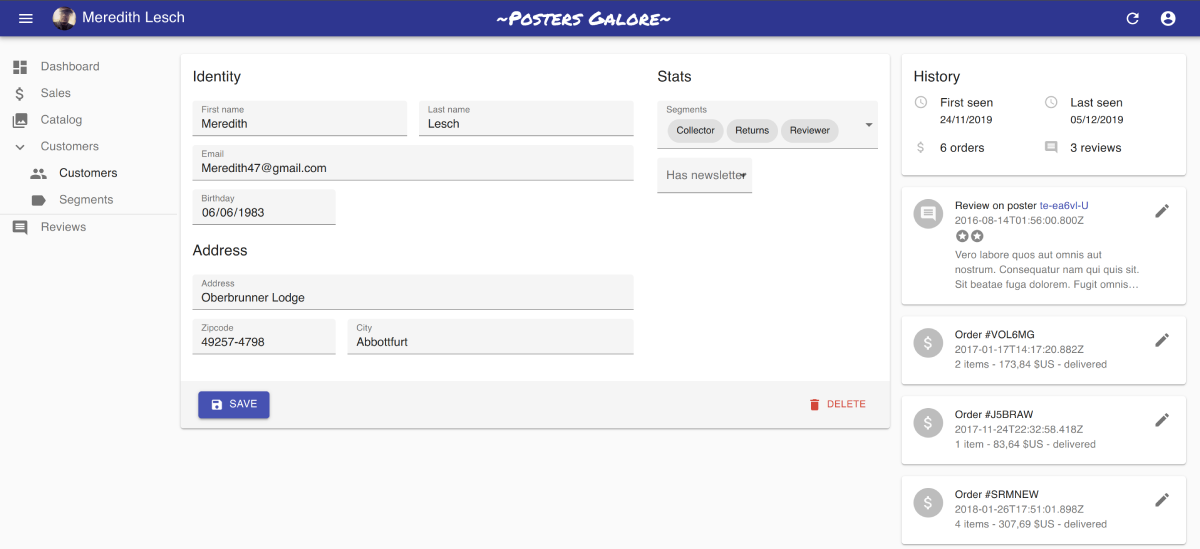 Meredith Lesch
~Posters Galore~
Dashboard
Sales
Catalog
Customers
Customers
Segments
Reviews
Identity
First name
Meredith
Last name
Lesch
Email
Meredith47@gmail.com
Birthday
06/06/1983
Address
Address
Oberbrunner Lodge
Zipcode
49257-4798
City
Abbottfurt
SAVE
DELETE
Stats
Segments
Collector
Returns
Reviewer
Has newsletter
History
First seen
24/11/2019
Last seen
05/12/2019
6 orders
3 reviews
Review on poster te-ea6vl-U
2016-08-14T01:56:00.800Z
Vero labore quos aut omnis aut
nostrum. Consequatur nam qui quis sit.
Sit beatae fuga dolorem. Fugit omnis…
Order #VOL6MG
2017-01-17T14:17:20.882Z
2 items - 173,84 $US - delivered
Order #J5BRAW
2017-11-24T22:32:58.418Z
1 item - 83,64 $US - delivered
Order #SRMNEW
2018-01-26T17:51:01.898Z
4 items - 307,69 $US - delivered